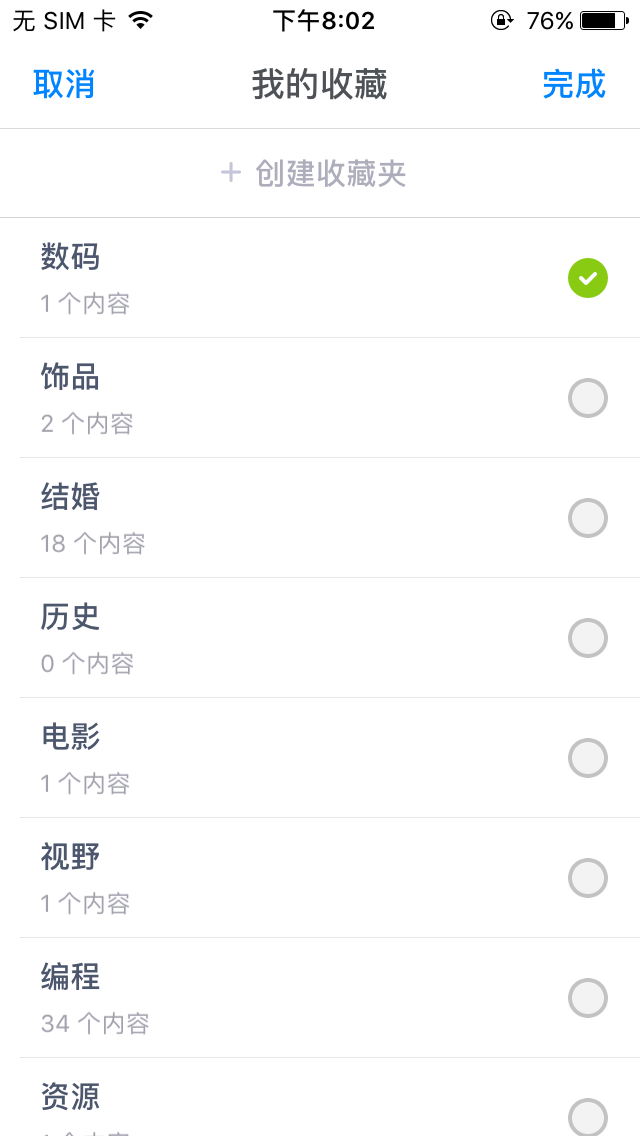 无 SIM 卡 下午8:02 76%
取消 我的收藏 完成
+ 创建收藏夹
数码
1 个内容
饰品
2 个内容
结婚
18 个内容
历史
0 个内容
电影
1 个内容
视野
1 个内容
编程
34 个内容
资源